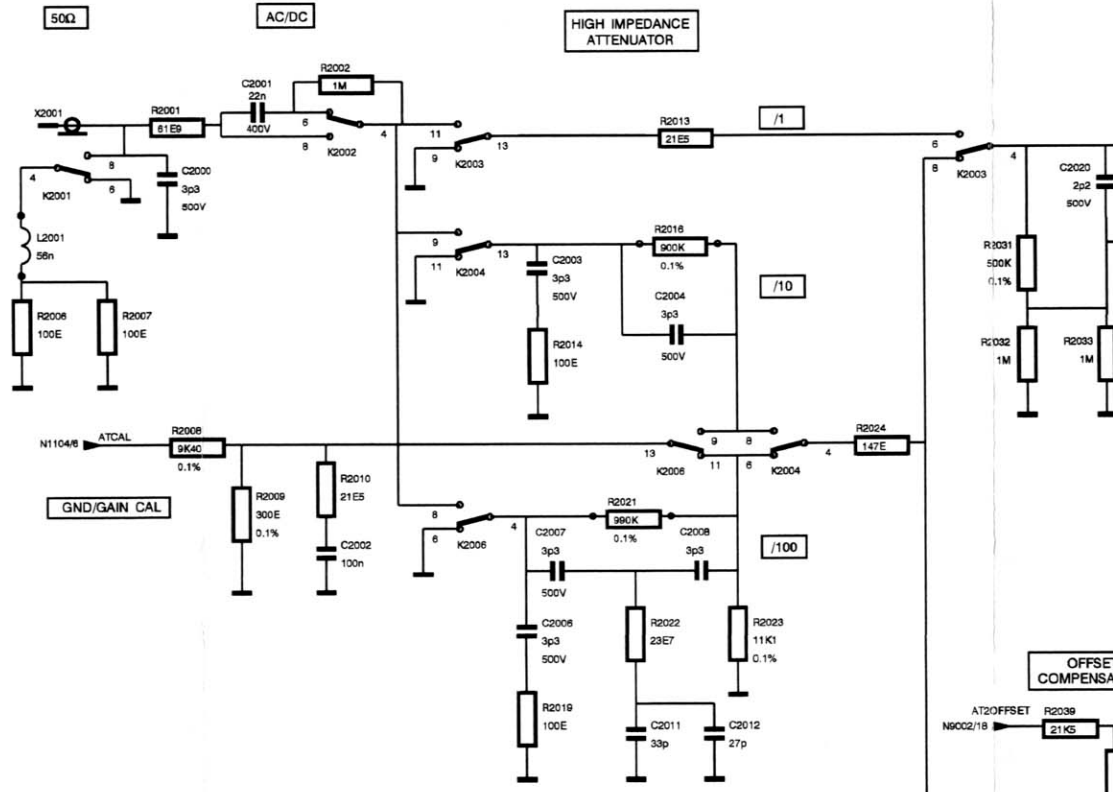 50Ω
AC/DC
HIGH IMPEDANCE
ATTENUATOR
X2001
R2001
61E9
C2001
22n
400V
R2002
1M
6
8
4
K2002
8
6
4
K2001
C2000
3p3
500V
L2001
56n
R2006
100E
R2007
100E
11
9
13
K2003
R2013
21E5
/1
6
8
4
K2003
C2020
2p2
500V
R2031
500K
0.1%
R2032
1M
R2033
1M
9
11
13
K2004
C2003
3p3
500V
R2014
100E
R2016
900K
0.1%
C2004
3p3
500V
/10
N1104/6
ATCAL
R2008
9K40
0.1%
GND/GAIN CAL
R2009
300E
0.1%
R2010
21E5
C2002
100n
13
K2006
9
11
8
6
K2004
4
R2024
147E
8
6
4
K2006
R2021
990K
0.1%
C2007
3p3
500V
C2008
3p3
/100
C2006
3p3
500V
R2019
100E
R2022
23E7
R2023
11K1
0.1%
C2011
33p
C2012
27p
OFFSET
COMPENSA
AT2OFFSET
N9002/18
R2039
21K5